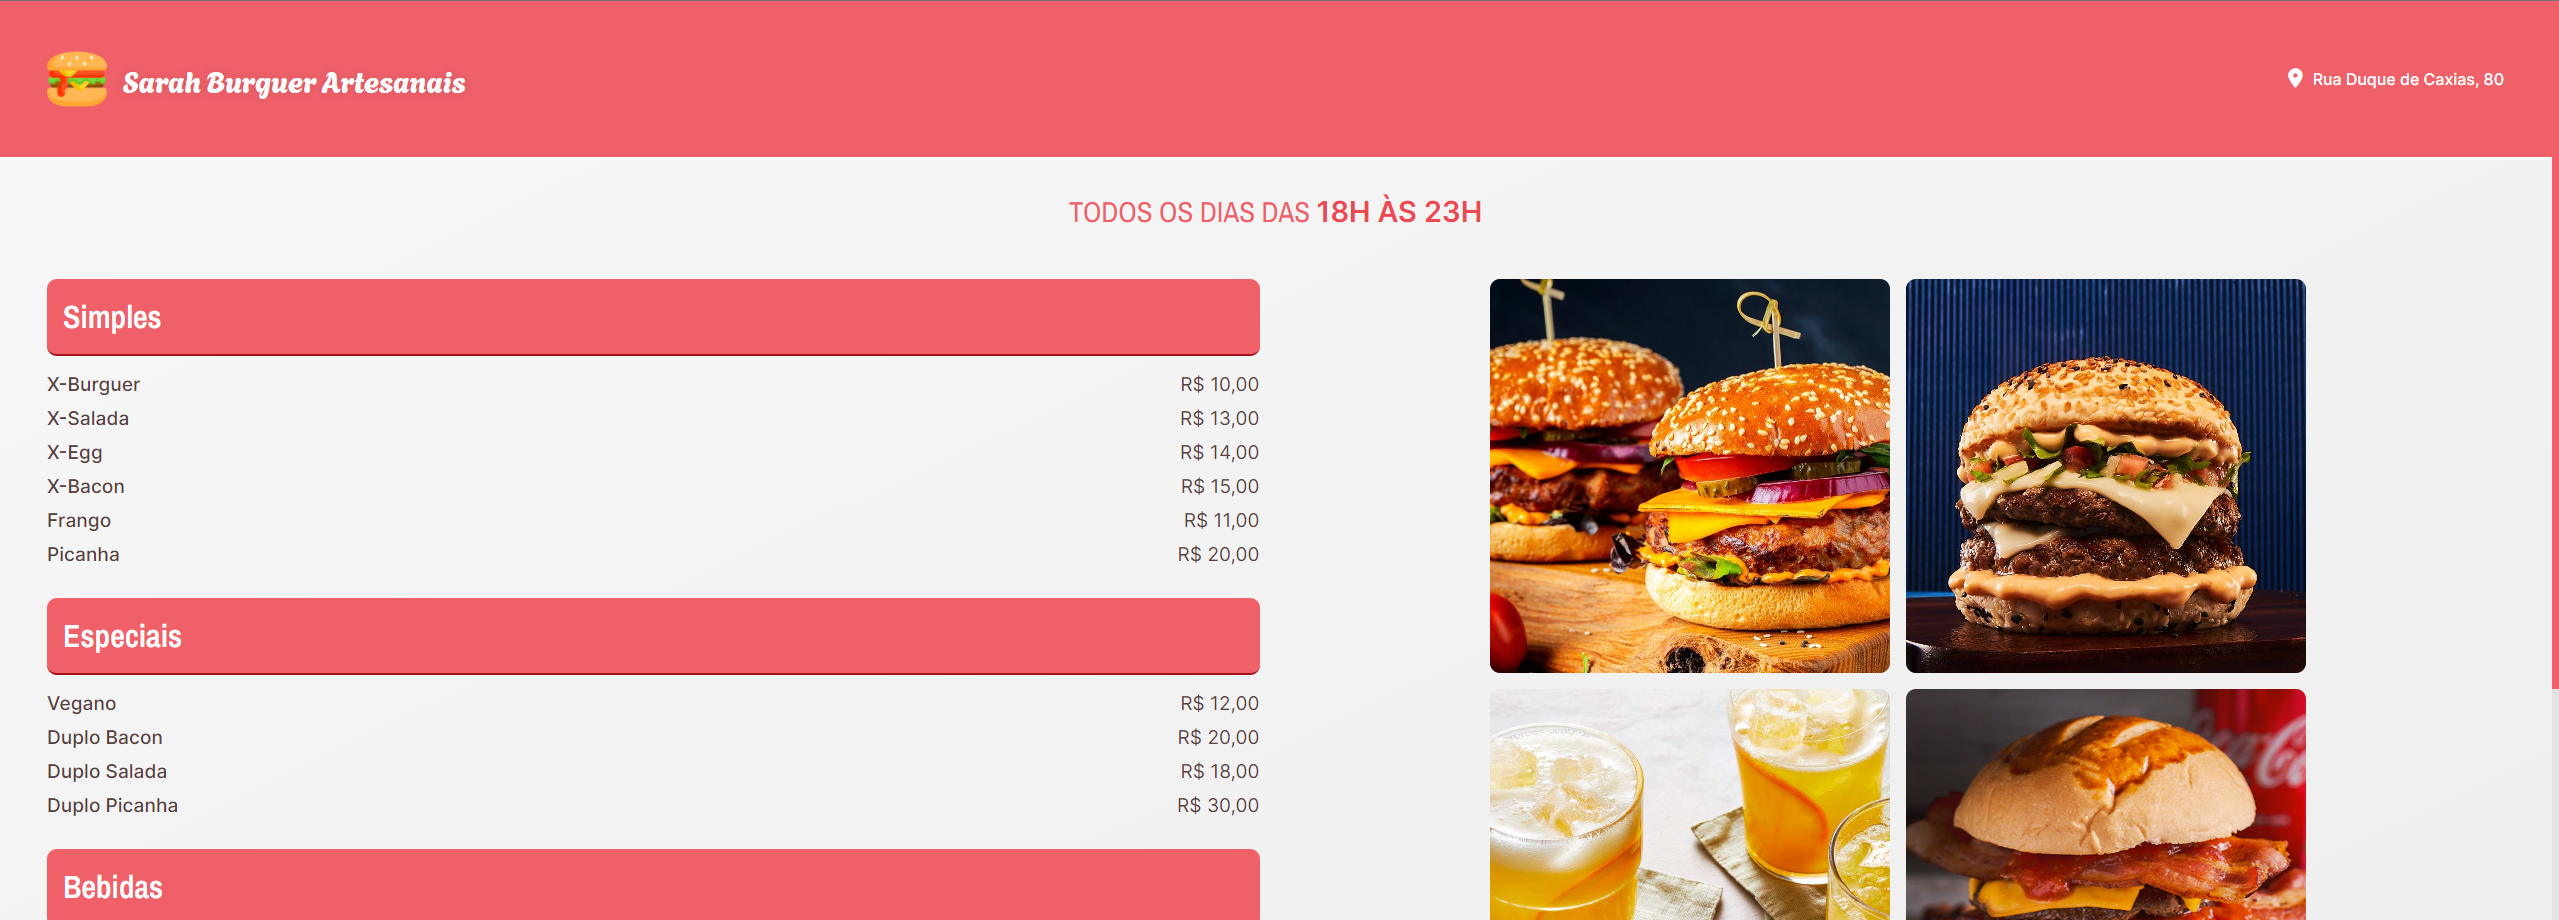 Sarah Burguer Artesanais
Rua Duque de Caxias, 80
TODOS OS DIAS DAS 18H ÀS 23H
Simples
X-Burguer R$ 10,00
X-Salada R$ 13,00
X-Egg R$ 14,00
X-Bacon R$ 15,00
Frango R$ 11,00
Picanha R$ 20,00
Especiais
Vegano R$ 12,00
Duplo Bacon R$ 20,00
Duplo Salada R$ 18,00
Duplo Picanha R$ 30,00
Bebidas